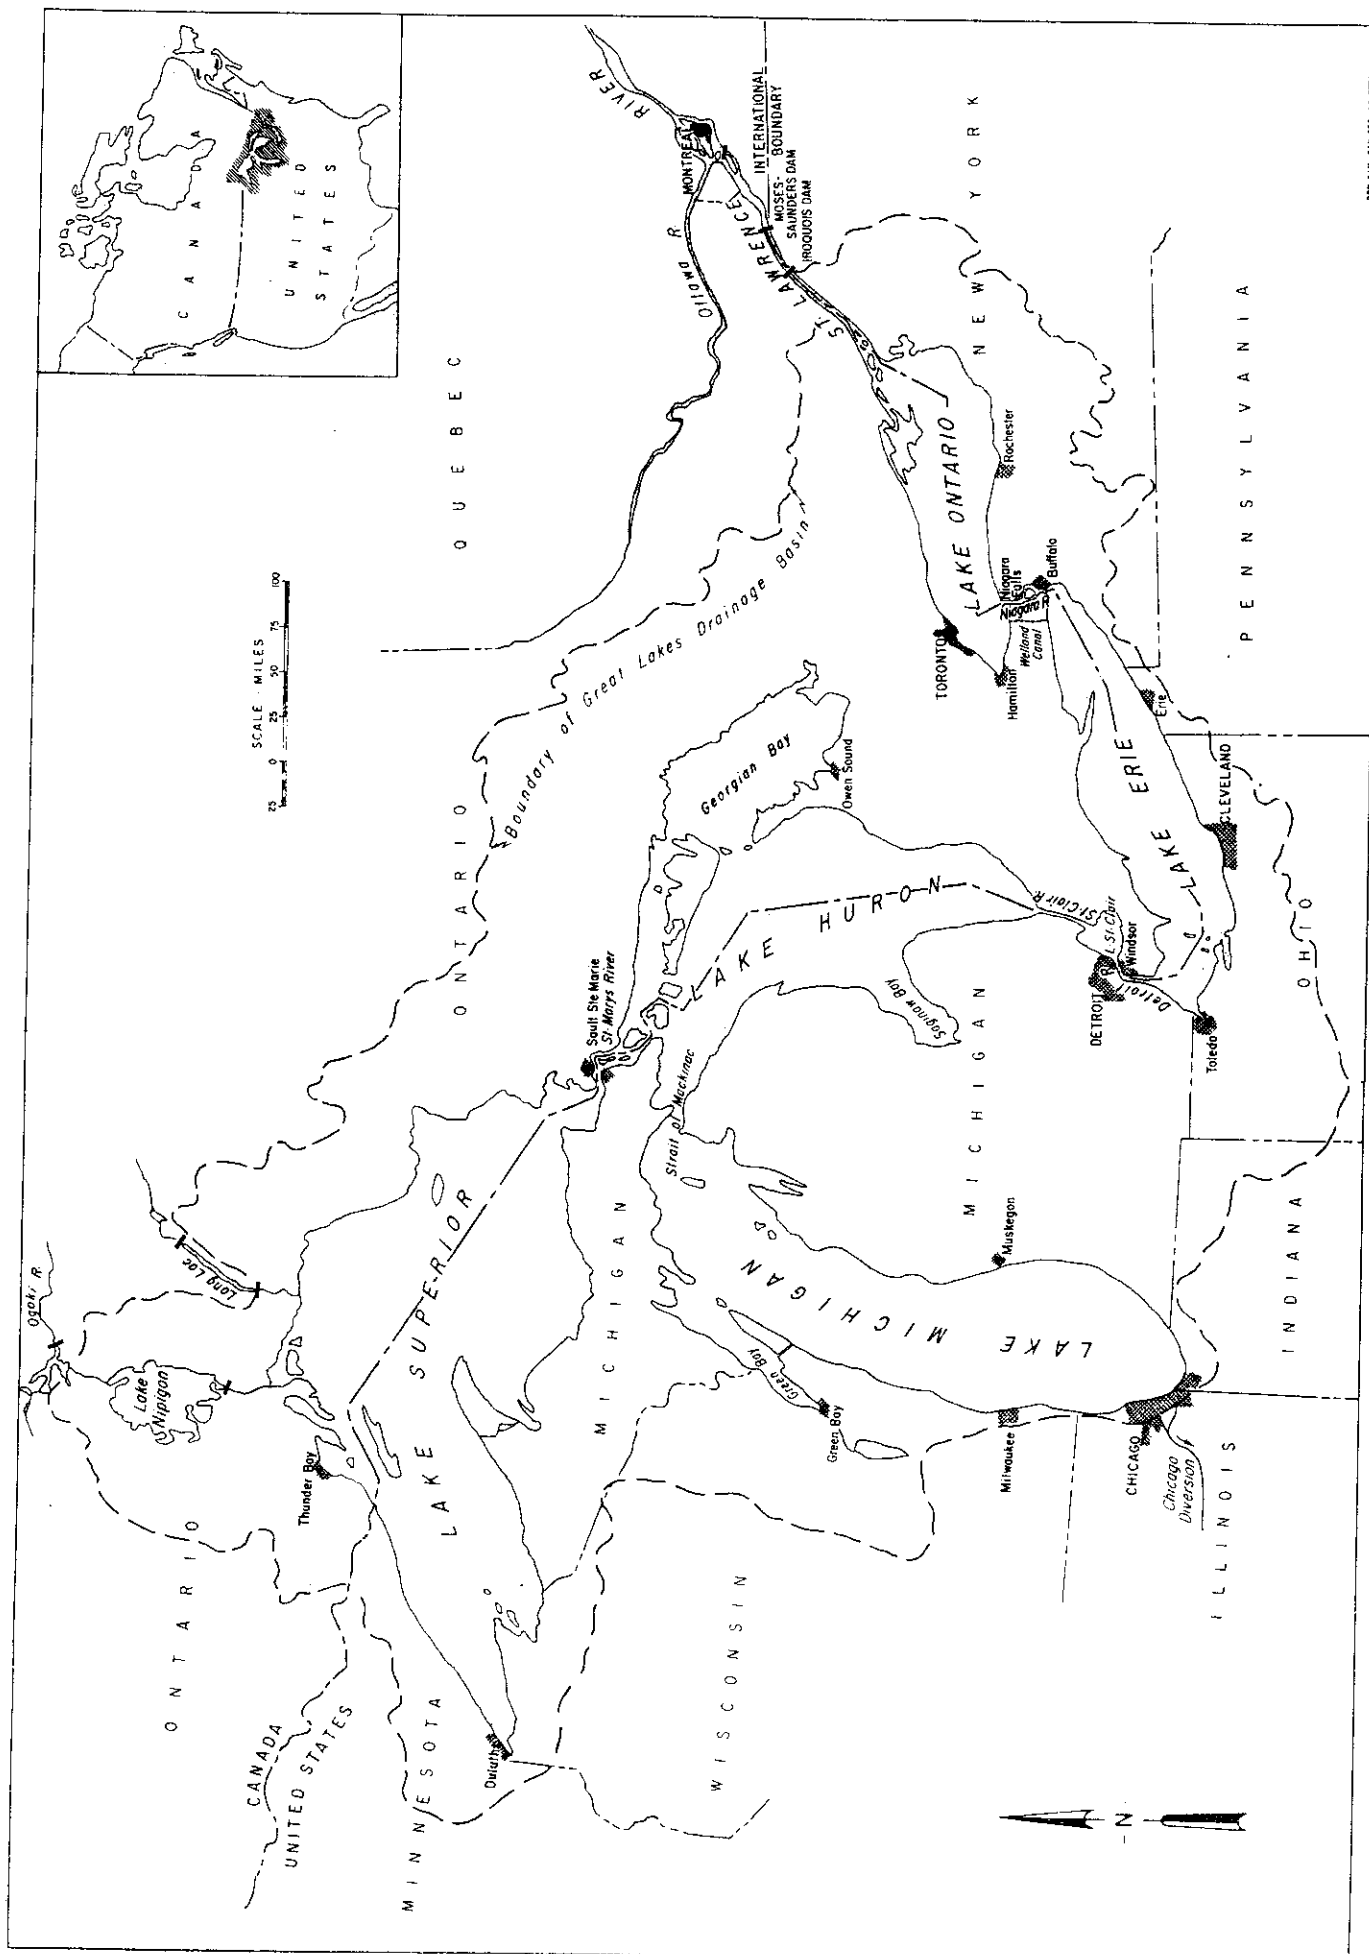 CANADA
UNITED
STATES
SCALE - MILES
25 0 25 50 75 100
QUEBEC
ONTARIO
ONTARIO
CANADA
UNITED STATES
MINNESOTA
WISCONSIN
MICHIGAN
MICHIGAN
ILLINOIS
INDIANA
OHIO
PENNSYLVANIA
NEW YORK
Ogoki R.
Lake
Nipigon
Long Lac
Thunder Bay
Duluth
LAKE SUPERIOR
Sault Ste Marie
St. Marys River
Boundary of Great Lakes Drainage Basin
Strait of Mackinac
Georgian Bay
Owen Sound
LAKE HURON
Saginaw Bay
LAKE MICHIGAN
Green Bay
Green Bay
Milwaukee
Muskegon
CHICAGO
Chicago
Diversion
St. Clair R.
L. St. Clair
DETROIT
Windsor
Detroit R.
Toledo
LAKE ERIE
CLEVELAND
Erie
Buffalo
Niagara
Falls
Niagara R.
Welland
Canal
Hamilton
TORONTO
LAKE ONTARIO
Rochester
ST. LAWRENCE RIVER
Ottawa R
MONTREAL
INTERNATIONAL
BOUNDARY
MOSES-
SAUNDERS DAM
IROQUOIS DAM
N